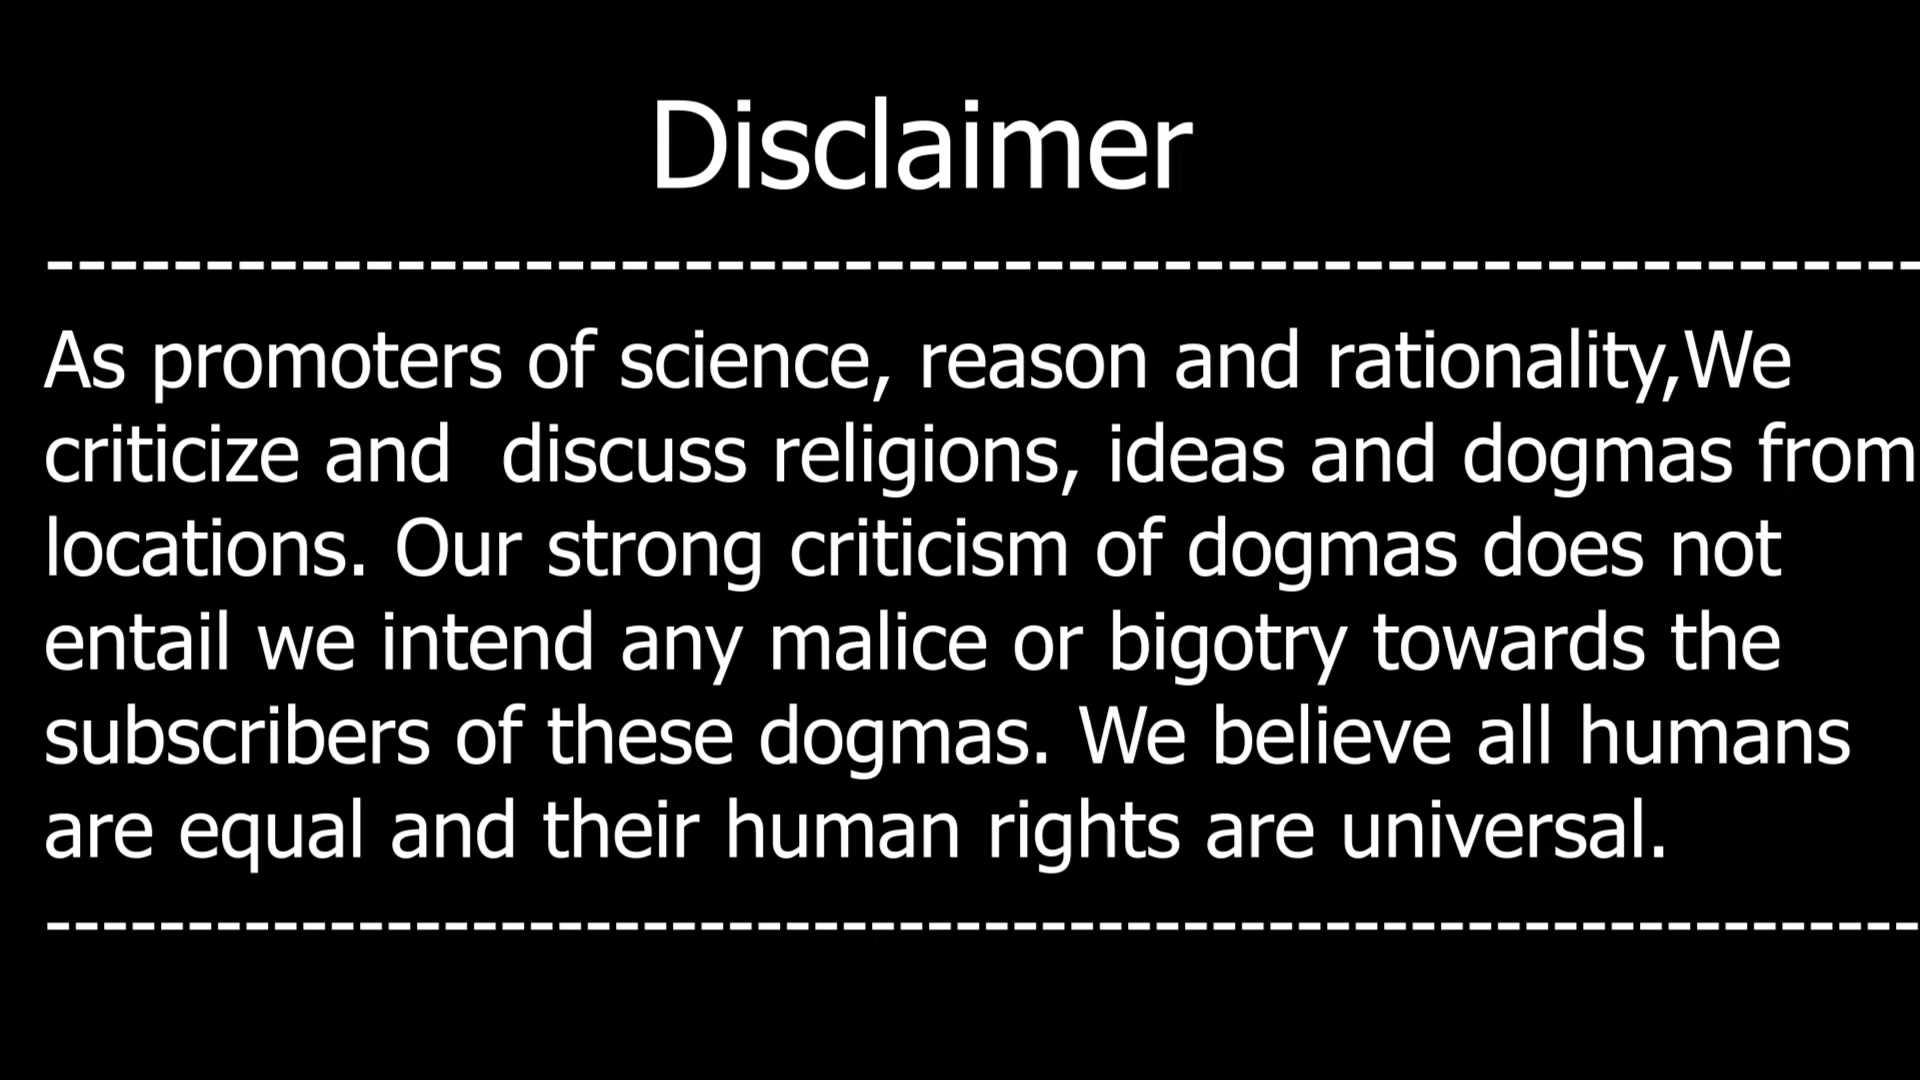 Disclaimer
--------------------------------------------------------
As promoters of science, reason and rationality,We
criticize and  discuss religions, ideas and dogmas from
locations. Our strong criticism of dogmas does not
entail we intend any malice or bigotry towards the
subscribers of these dogmas. We believe all humans
are equal and their human rights are universal.
--------------------------------------------------------